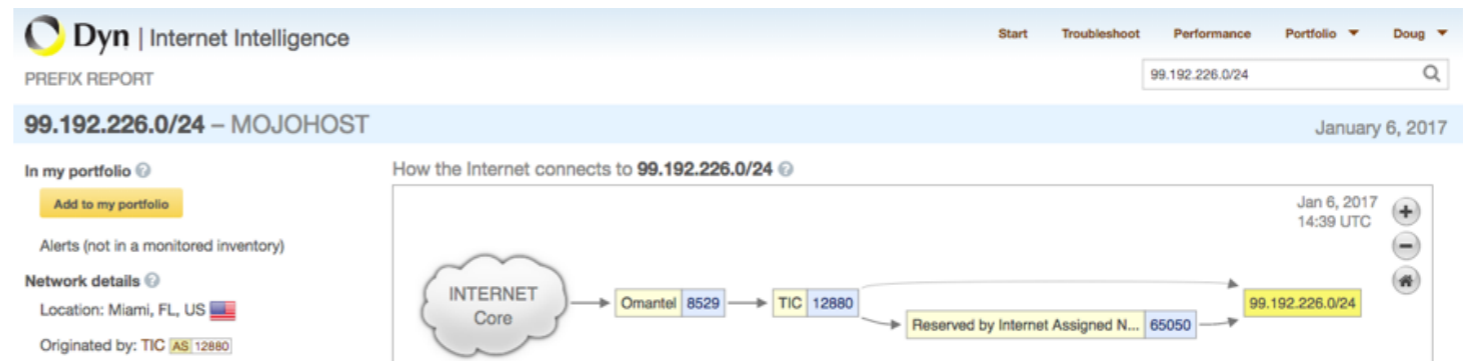 Dyn | Internet Intelligence
Start Troubleshoot Performance Portfolio Doug
PREFIX REPORT
99.192.226.0/24
99.192.226.0/24 – MOJOHOST
January 6, 2017
In my portfolio ?
How the Internet connects to 99.192.226.0/24 ?
Add to my portfolio
Jan 6, 2017
14:39 UTC
+
Alerts (not in a monitored inventory)
−
Network details ?
INTERNET
Core
Omantel 8529
TIC 12880
99.192.226.0/24
Location: Miami, FL, US
Reserved by Internet Assigned N... 65050
Originated by: TIC AS 12880